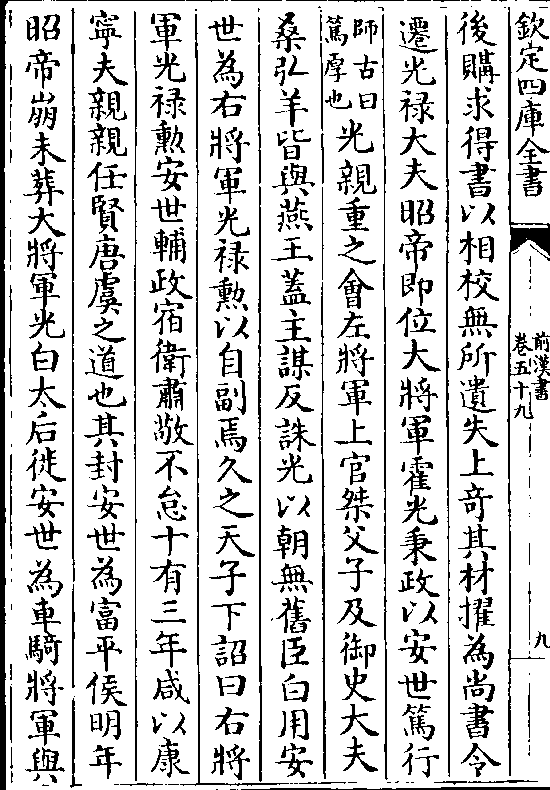 欽定四庫全書
前漢書
卷五十九
九
後購求得書以相校無所遺失上奇其材擢為尚書令
遷光禄大夫昭帝即位大將軍霍光秉政以安世篤行
師古曰
篤厚也
光親重之會左將軍上官桀父子及御史大夫
桑弘羊皆與燕王蓋主謀反誅光以朝無舊臣白用安
世為右將軍光禄勲以自副焉久之天子下詔曰右將
軍光禄勲安世輔政宿衛肅敬不怠十有三年咸以康
寧夫親親任賢唐虞之道也其封安世為富平侯明年
昭帝崩未葬大將軍光白太后徙安世為車騎將軍與